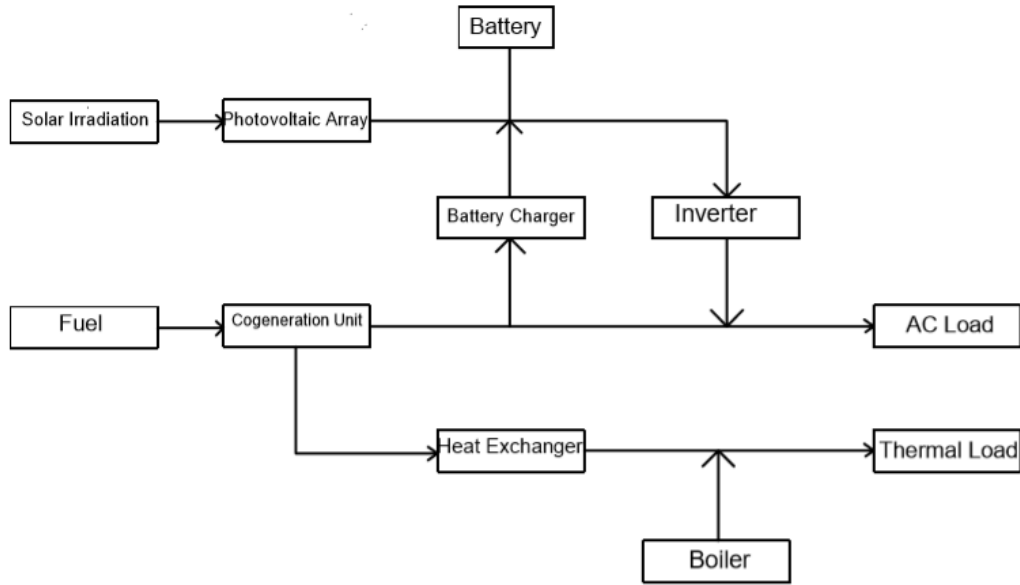 Battery
Solar Irradiation
Photovoltaic Array
Battery Charger
Inverter
Fuel
Cogeneration Unit
AC Load
Heat Exchanger
Thermal Load
Boiler